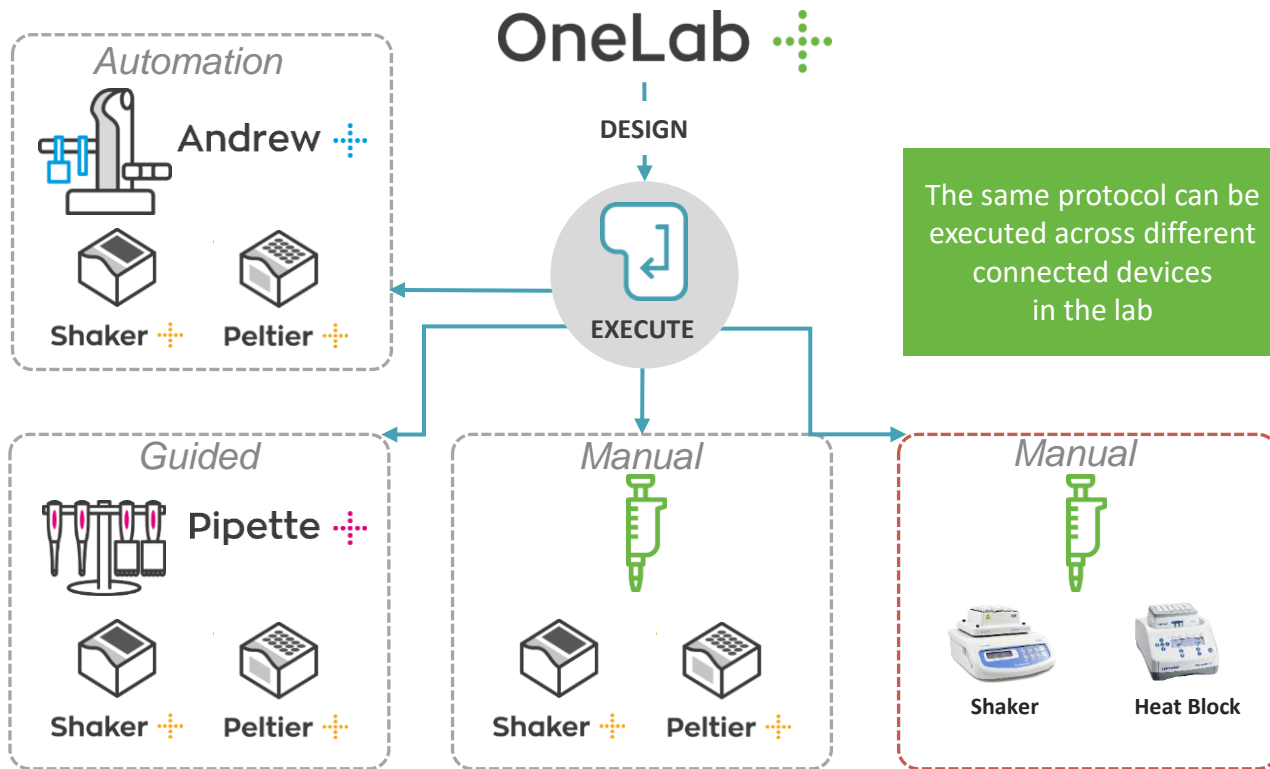 OneLab
Automation
Andrew
Shaker
Peltier
DESIGN
EXECUTE
The same protocol can be
executed across different
connected devices
in the lab
Guided
Pipette
Shaker
Peltier
Manual
Shaker
Peltier
Manual
Shaker
Heat Block